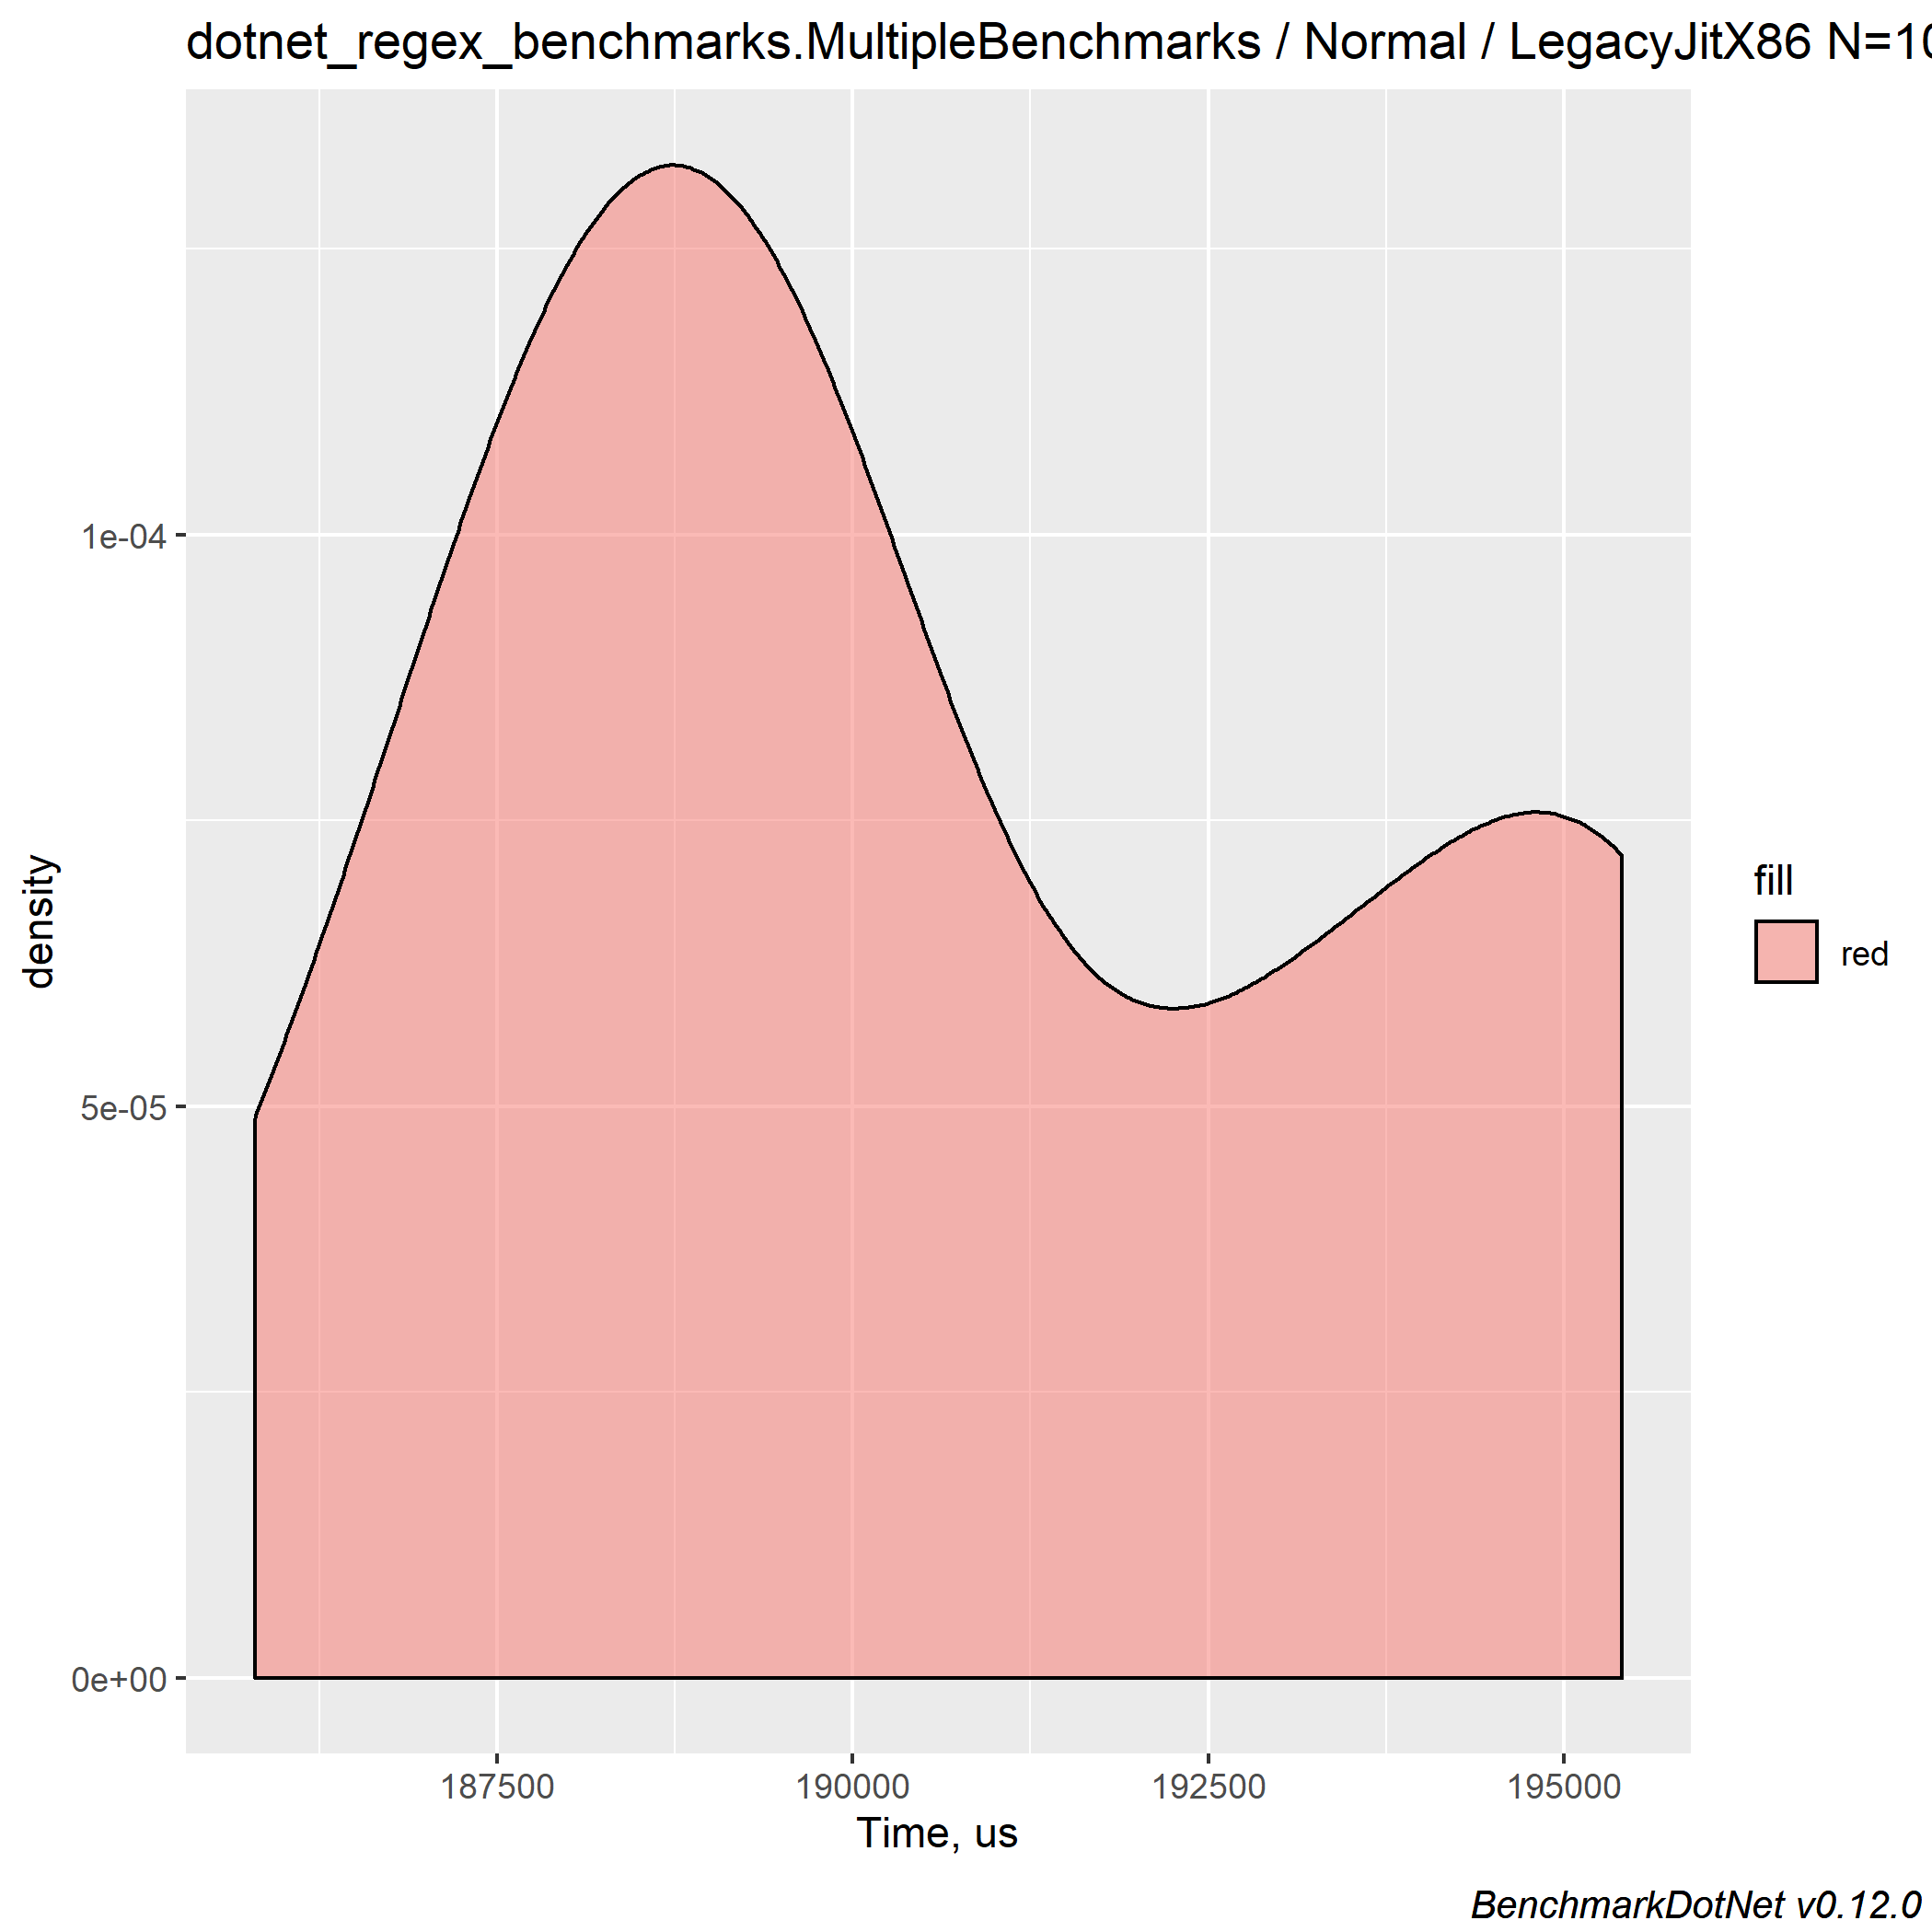 dotnet_regex_benchmarks.MultipleBenchmarks / Normal / LegacyJitX86 N=10
1e-04
5e-05
0e+00
density
187500
190000
192500
195000
Time, us
fill
red
BenchmarkDotNet v0.12.0